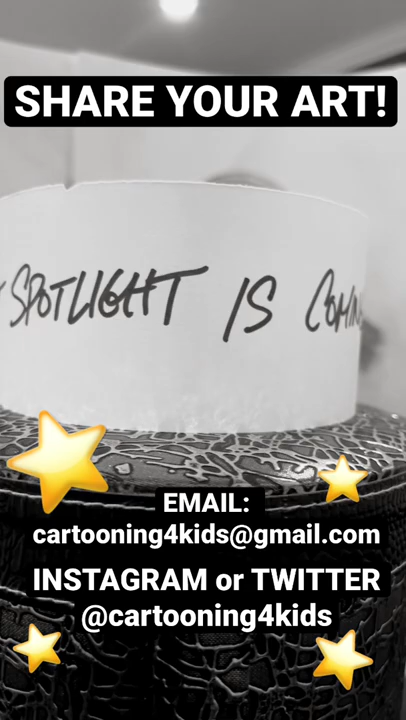 SHARE YOUR ART!
SPOTLIGHT IS
EMAIL:
cartooning4kids@gmail.com
INSTAGRAM or TWITTER
@cartooning4kids